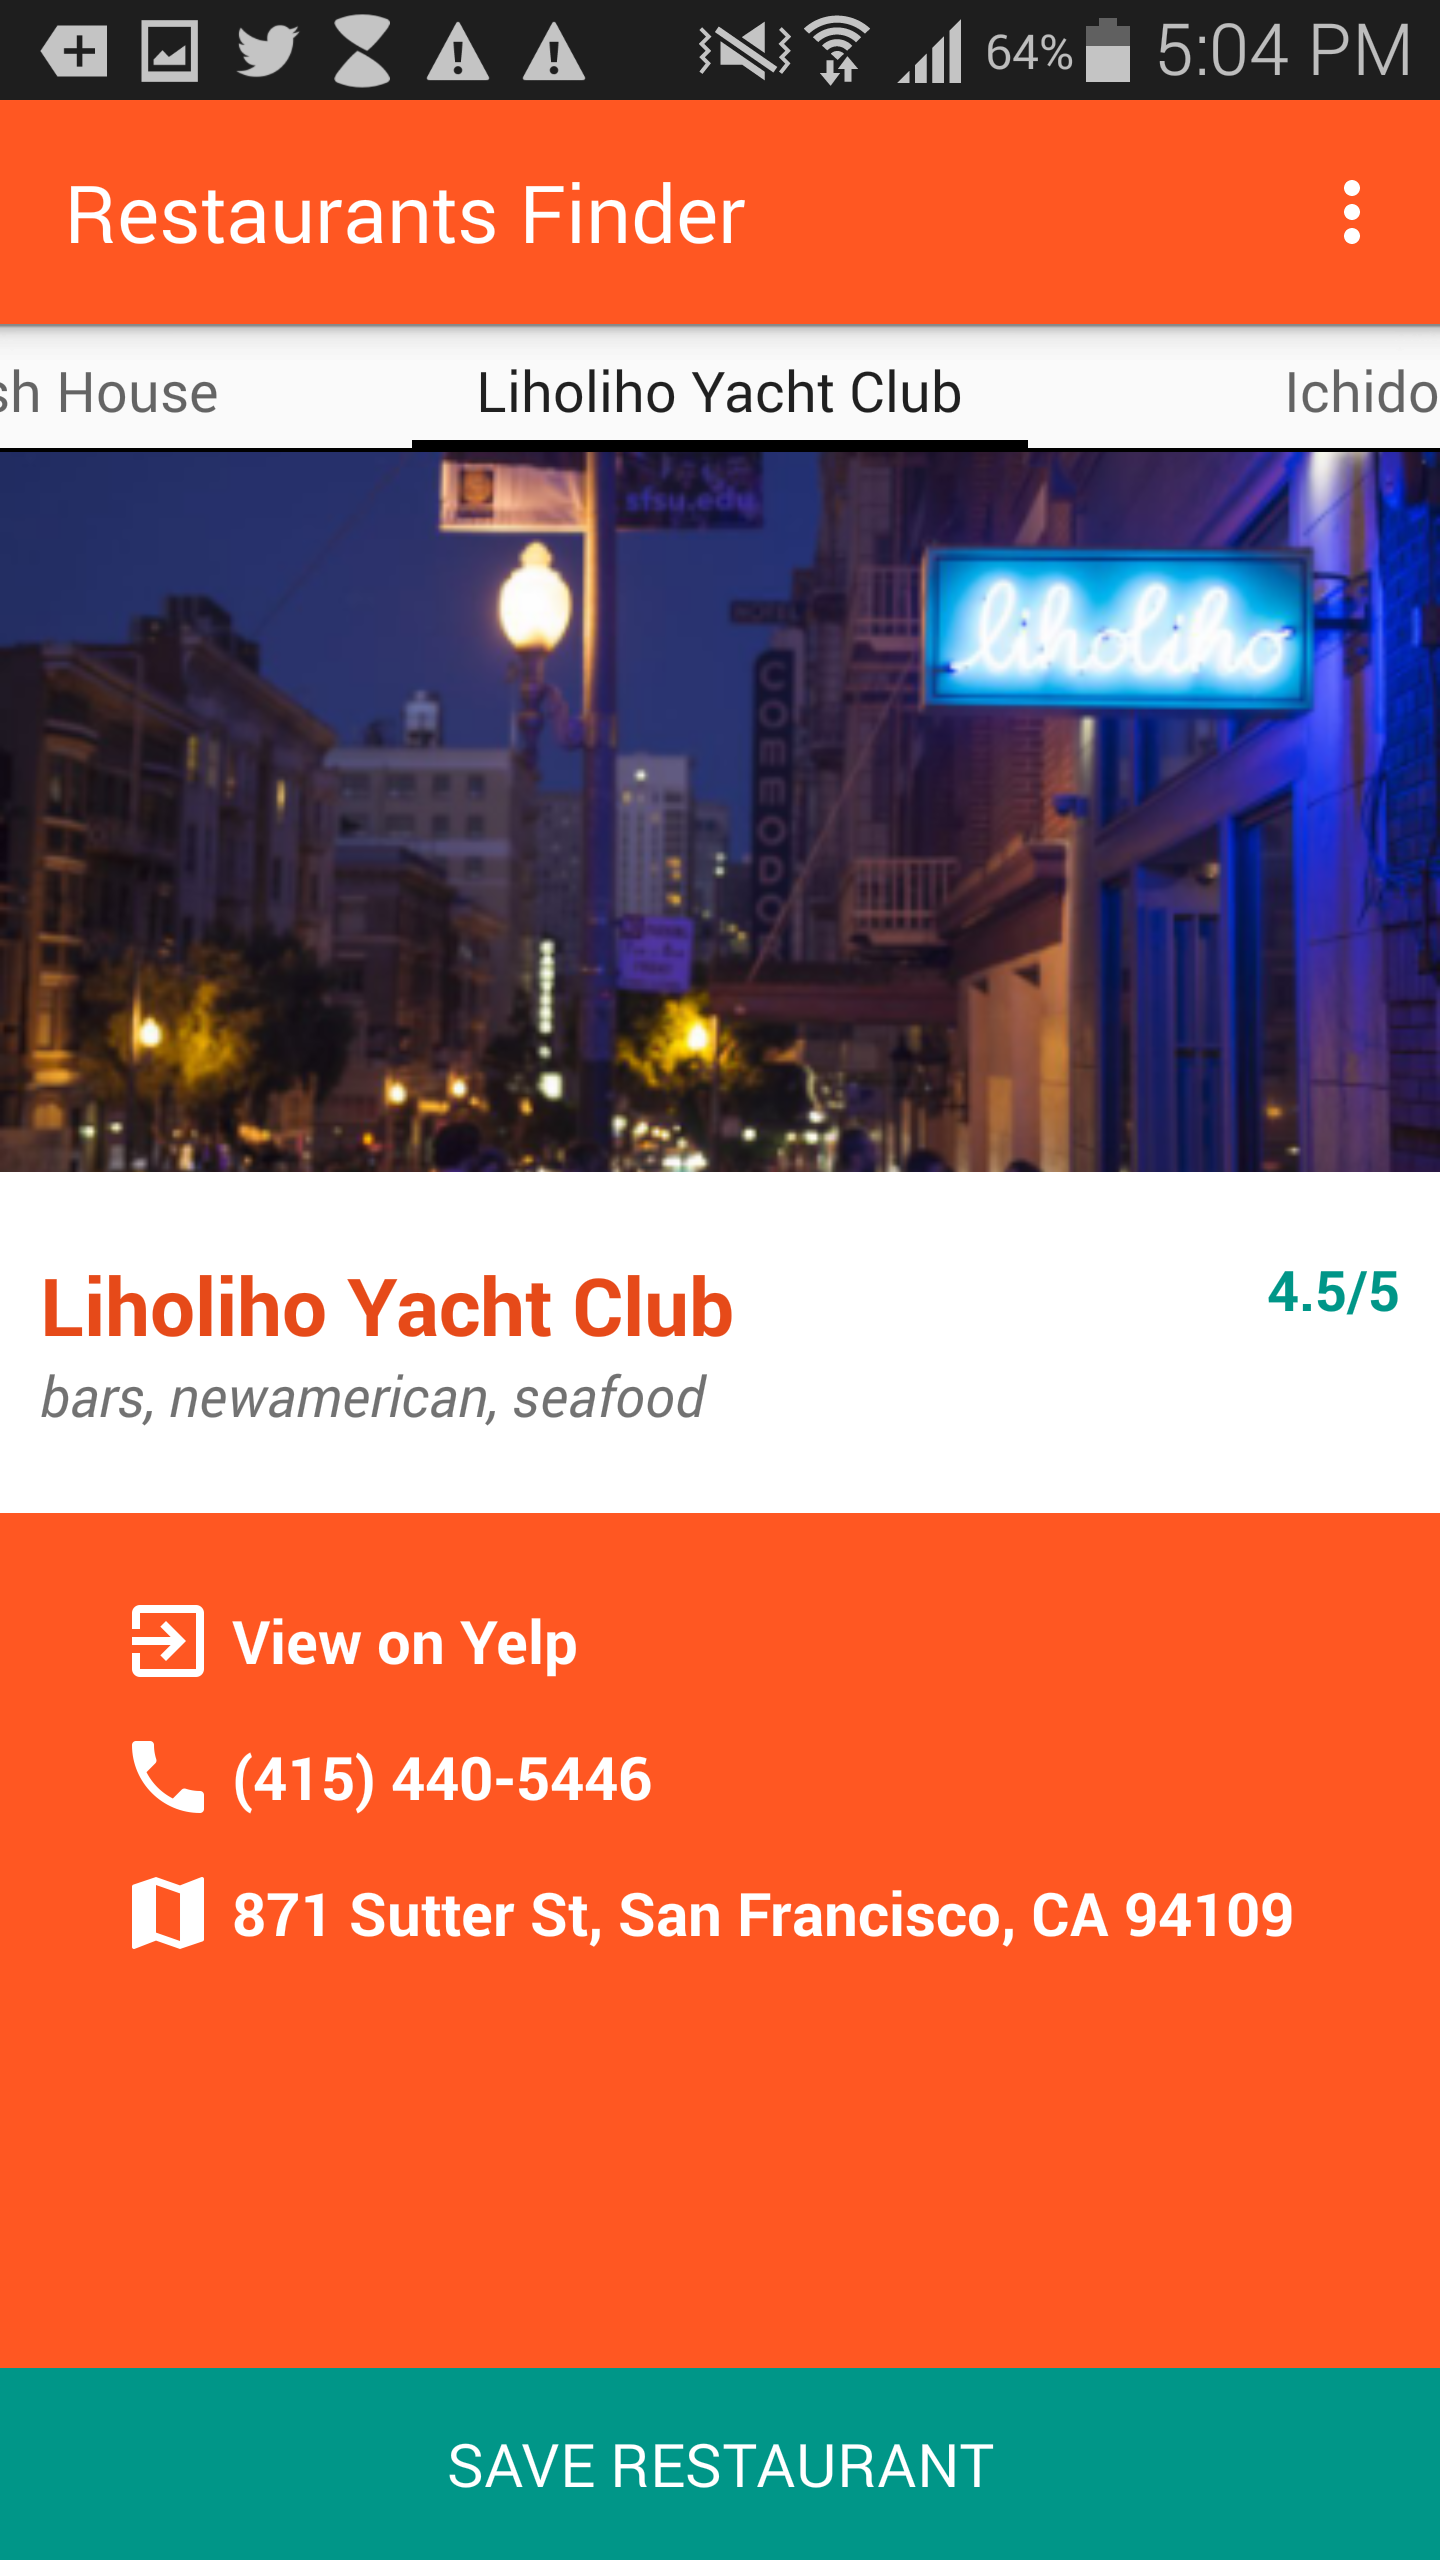 64% 5:04 PM
Restaurants Finder
sh House Liholiho Yacht Club Ichido
sfsu.edu
liholiho
HOTEL
COMMODOR
Liholiho Yacht Club
4.5/5
bars, newamerican, seafood
View on Yelp
(415) 440-5446
871 Sutter St, San Francisco, CA 94109
SAVE RESTAURANT